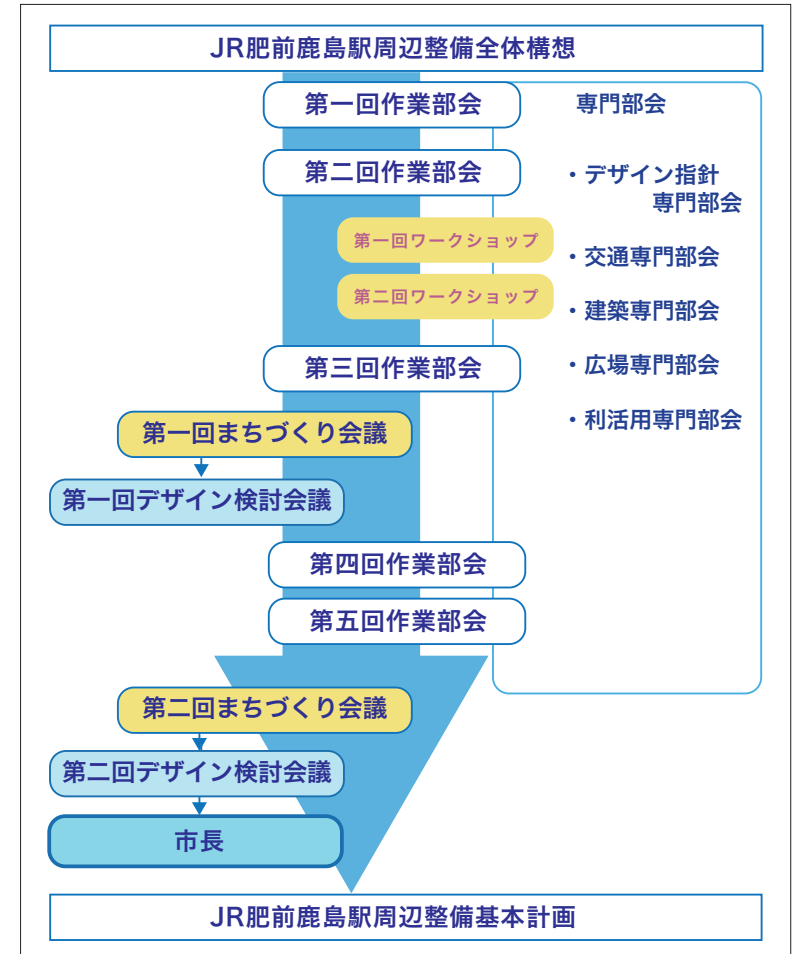 JR肥前鹿島駅周辺整備全体構想
第一回作業部会
専門部会
第二回作業部会
・デザイン指針
専門部会
第一回ワークショップ
・交通専門部会
第二回ワークショップ
・建築専門部会
第三回作業部会
・広場専門部会
第一回まちづくり会議
・利活用専門部会
第一回デザイン検討会議
第四回作業部会
第五回作業部会
第二回まちづくり会議
第二回デザイン検討会議
市長
JR肥前鹿島駅周辺整備基本計画